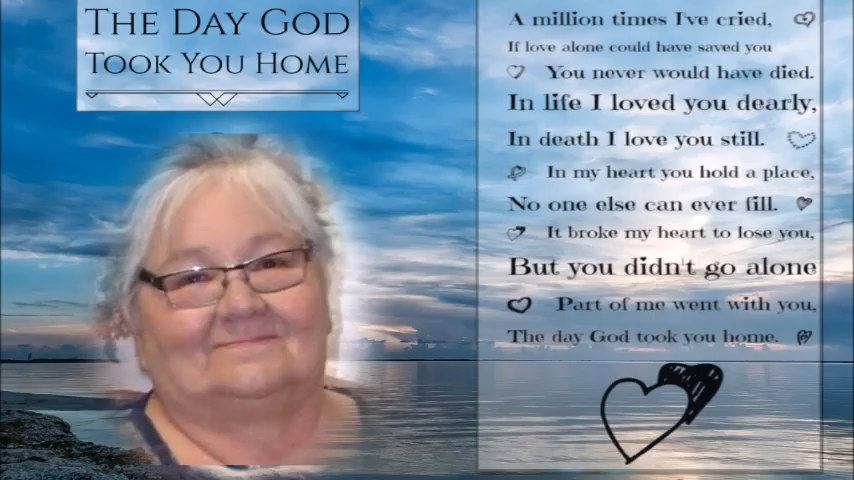 The Day God
Took You Home
A million times I've cried,
If love alone could have saved you
You never would have died.
In life I loved you dearly,
In death I love you still.
In my heart you hold a place,
No one else can ever fill.
It broke my heart to lose you,
But you didn't go alone
Part of me went with you,
The day God took you home.